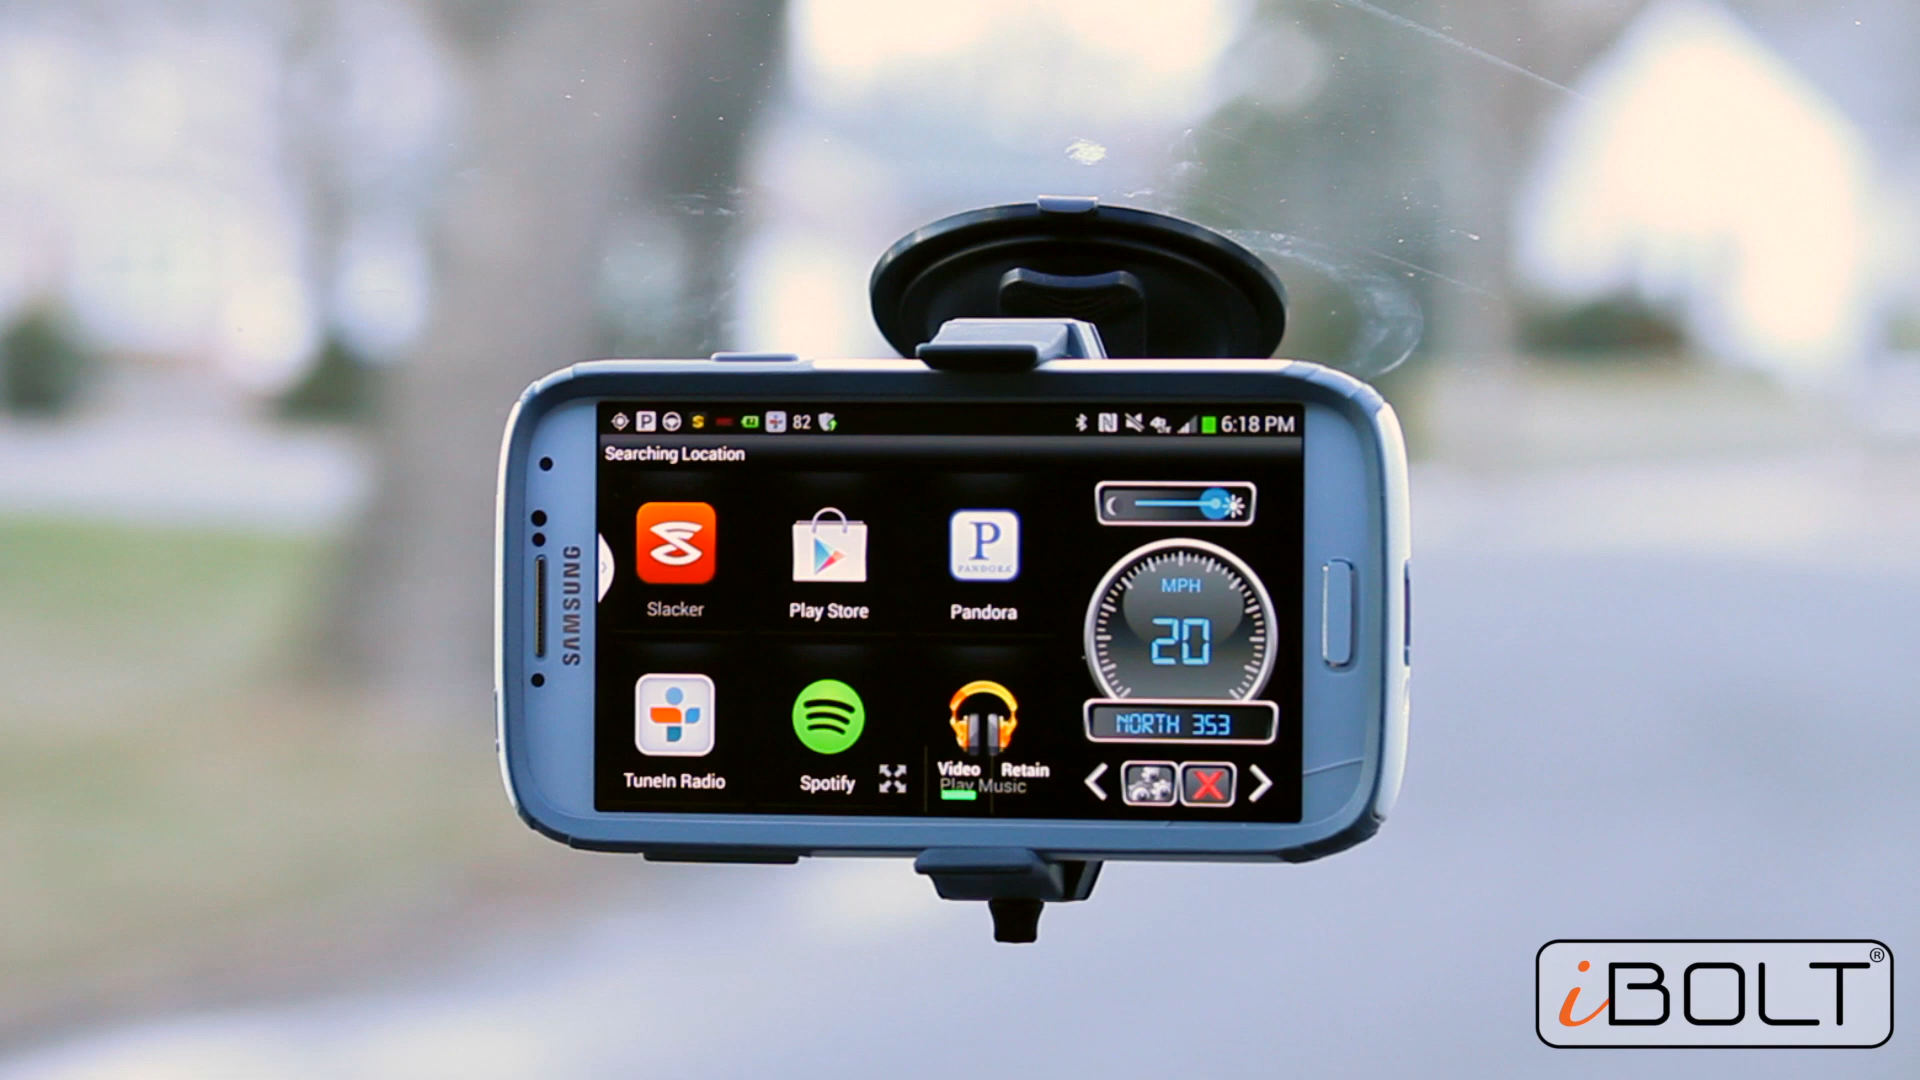 P S 82 82 N 6:18 PM
Searching Location
SAMSUNG
Slacker
Play Store
P
PANDORA
Pandora
MPH
20
NORTH 353
TuneIn Radio
Spotify
Video Retain
Play Music
iBOLT®